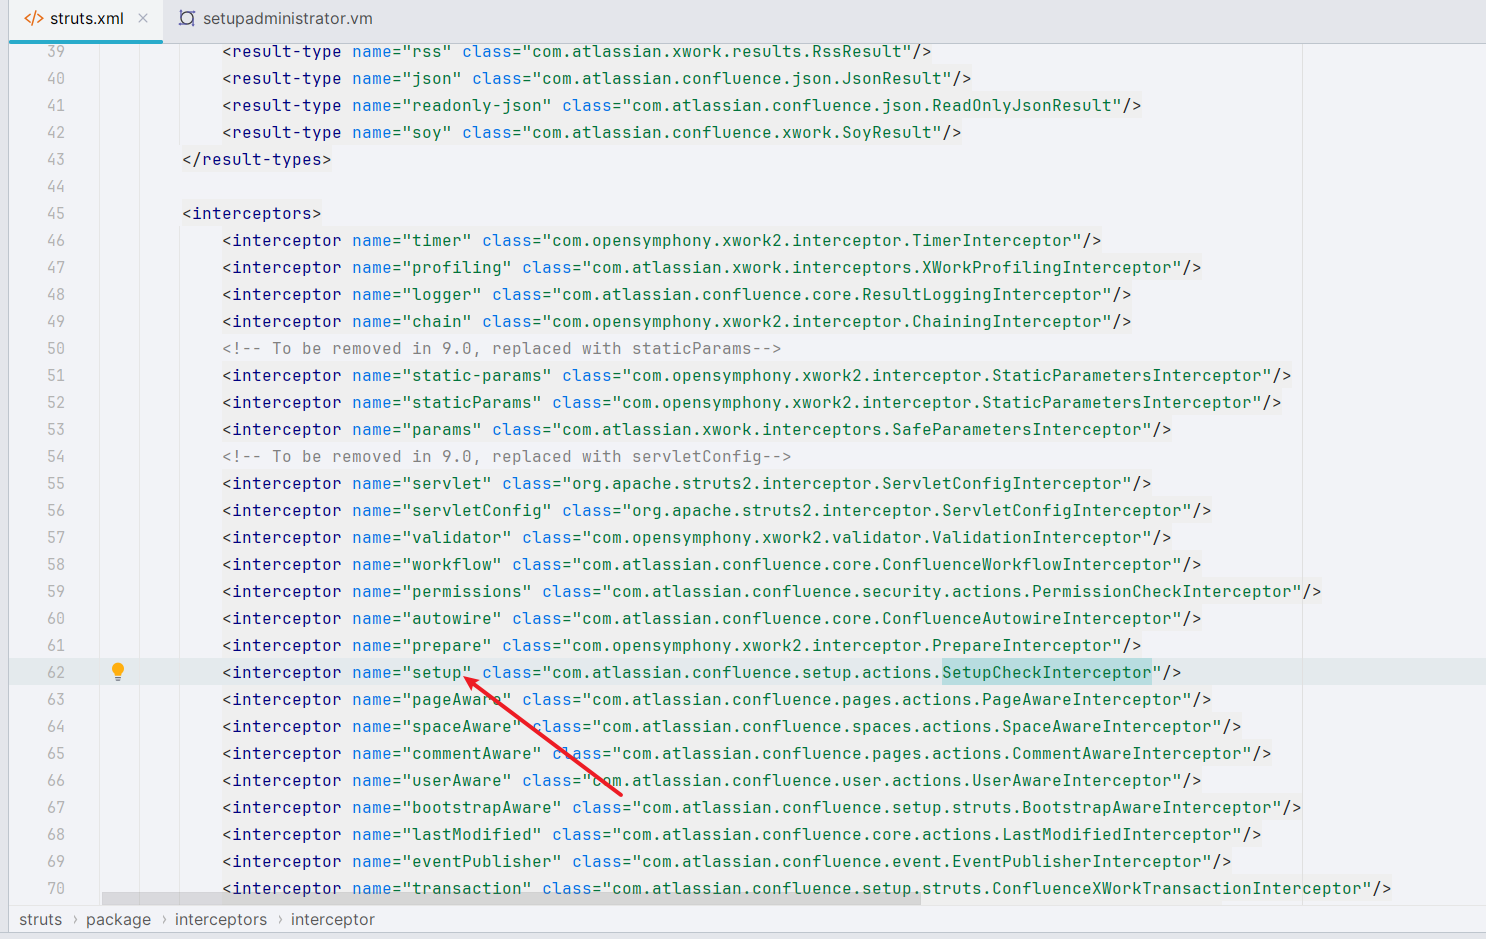 struts.xml
setupadministrator.vm
39 <result-type name="rss" class="com.atlassian.xwork.results.RssResult"/>
40 <result-type name="json" class="com.atlassian.confluence.json.JsonResult"/>
41 <result-type name="readonly-json" class="com.atlassian.confluence.json.ReadOnlyJsonResult"/>
42 <result-type name="soy" class="com.atlassian.confluence.xwork.SoyResult"/>
43 </result-types>
44
45 <interceptors>
46 <interceptor name="timer" class="com.opensymphony.xwork2.interceptor.TimerInterceptor"/>
47 <interceptor name="profiling" class="com.atlassian.xwork.interceptors.XWorkProfilingInterceptor"/>
48 <interceptor name="logger" class="com.atlassian.confluence.core.ResultLoggingInterceptor"/>
49 <interceptor name="chain" class="com.opensymphony.xwork2.interceptor.ChainingInterceptor"/>
50 <!-- To be removed in 9.0, replaced with staticParams-->
51 <interceptor name="static-params" class="com.opensymphony.xwork2.interceptor.StaticParametersInterceptor"/>
52 <interceptor name="staticParams" class="com.opensymphony.xwork2.interceptor.StaticParametersInterceptor"/>
53 <interceptor name="params" class="com.atlassian.xwork.interceptors.SafeParametersInterceptor"/>
54 <!-- To be removed in 9.0, replaced with servletConfig-->
55 <interceptor name="servlet" class="org.apache.struts2.interceptor.ServletConfigInterceptor"/>
56 <interceptor name="servletConfig" class="org.apache.struts2.interceptor.ServletConfigInterceptor"/>
57 <interceptor name="validator" class="com.opensymphony.xwork2.validator.ValidationInterceptor"/>
58 <interceptor name="workflow" class="com.atlassian.confluence.core.ConfluenceWorkflowInterceptor"/>
59 <interceptor name="permissions" class="com.atlassian.confluence.security.actions.PermissionCheckInterceptor"/>
60 <interceptor name="autowire" class="com.atlassian.confluence.core.ConfluenceAutowireInterceptor"/>
61 <interceptor name="prepare" class="com.opensymphony.xwork2.interceptor.PrepareInterceptor"/>
62 <interceptor name="setup" class="com.atlassian.confluence.setup.actions.SetupCheckInterceptor"/>
63 <interceptor name="pageAware" class="com.atlassian.confluence.pages.actions.PageAwareInterceptor"/>
64 <interceptor name="spaceAware" class="com.atlassian.confluence.spaces.actions.SpaceAwareInterceptor"/>
65 <interceptor name="commentAware" class="com.atlassian.confluence.pages.actions.CommentAwareInterceptor"/>
66 <interceptor name="userAware" class="com.atlassian.confluence.user.actions.UserAwareInterceptor"/>
67 <interceptor name="bootstrapAware" class="com.atlassian.confluence.setup.struts.BootstrapAwareInterceptor"/>
68 <interceptor name="lastModified" class="com.atlassian.confluence.core.actions.LastModifiedInterceptor"/>
69 <interceptor name="eventPublisher" class="com.atlassian.confluence.event.EventPublisherInterceptor"/>
70 <interceptor name="transaction" class="com.atlassian.confluence.setup.struts.ConfluenceXWorkTransactionInterceptor"/>
struts › package › interceptors › interceptor